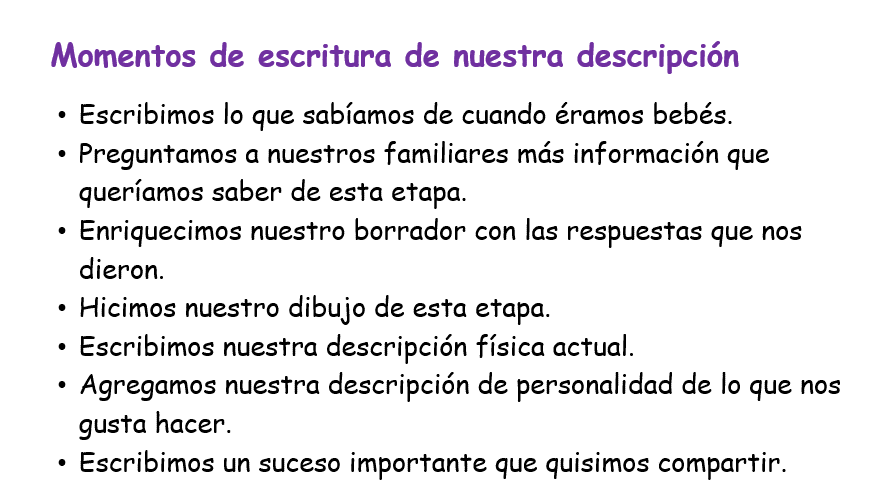 Momentos de escritura de nuestra descripción
• Escribimos lo que sabíamos de cuando éramos bebés.
• Preguntamos a nuestros familiares más información que
queríamos saber de esta etapa.
• Enriquecimos nuestro borrador con las respuestas que nos
dieron.
• Hicimos nuestro dibujo de esta etapa.
• Escribimos nuestra descripción física actual.
• Agregamos nuestra descripción de personalidad de lo que nos
gusta hacer.
• Escribimos un suceso importante que quisimos compartir.